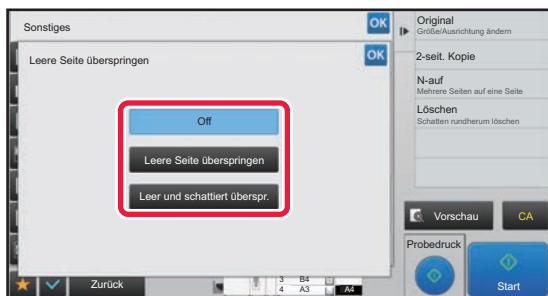 Sonstiges
OK
Leere Seite überspringen
OK
Off
Leere Seite überspringen
Leer und schattiert überspr.
Zurück
3 B4
4 A3
A4
Original
Größe/Ausrichtung ändern
2-seit. Kopie
N-auf
Mehrere Seiten auf eine Seite
Löschen
Schatten rundherum löschen
Vorschau
CA
Probedruck
Start